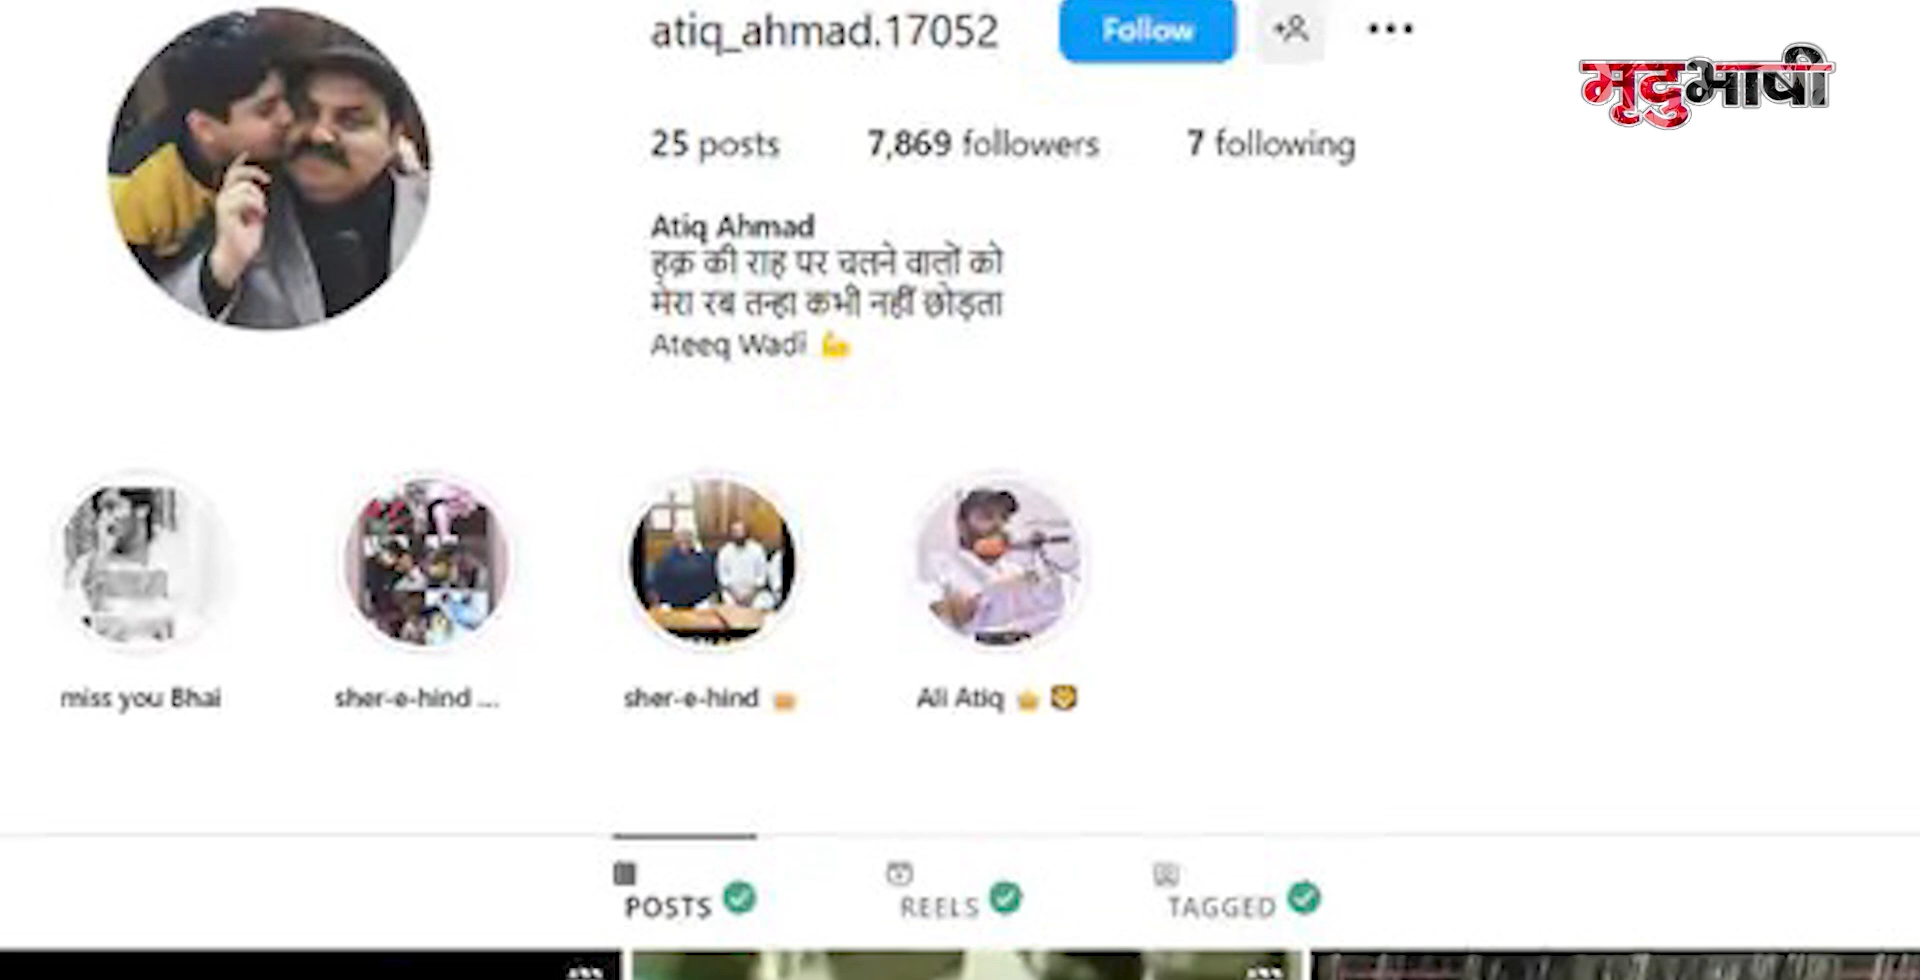 atiq_ahmad.17052
Follow
मृदुभाषी
25 posts 7,869 followers 7 following
Atiq Ahmad
हक़ की राह पर चलने वालों को
मेरा रब तन्हा कभी नहीं छोड़ता
Ateeq Wadi 💪
miss you Bhai
sher-e-hind ...
sher-e-hind
Ali Atiq
POSTS
REELS
TAGGED